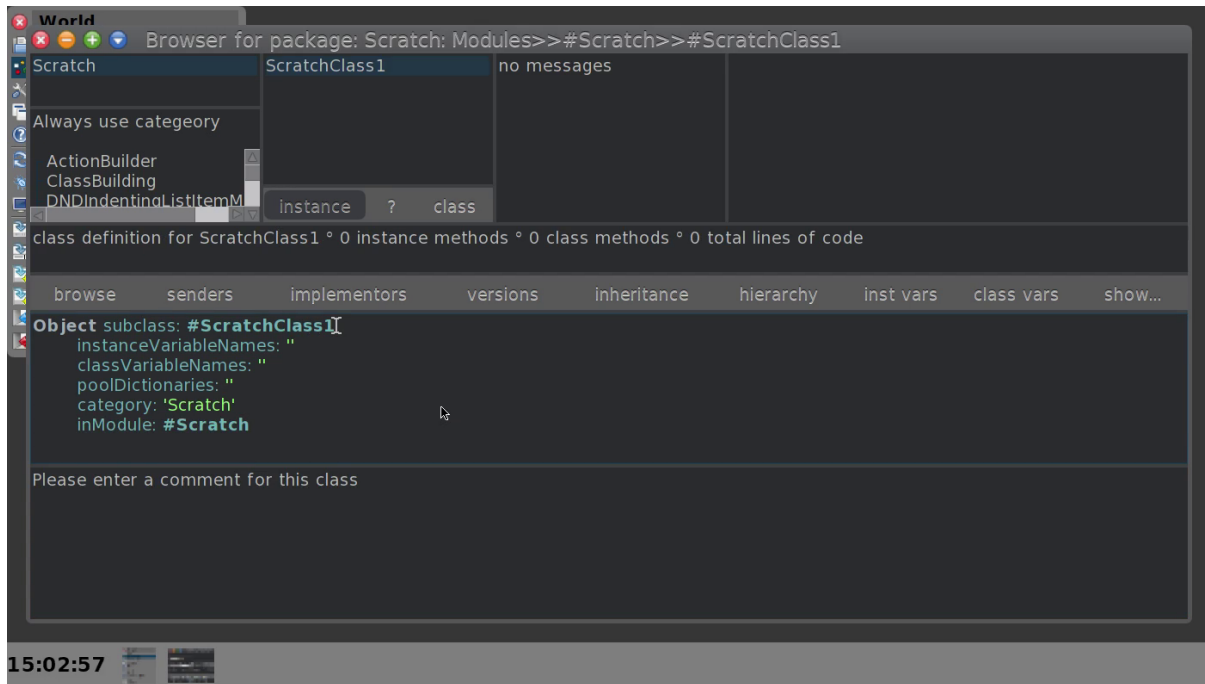 World
Browser for package: Scratch: Modules>>#Scratch>>#ScratchClass1
Scratch
ScratchClass1
no messages
Always use categeory
ActionBuilder
ClassBuilding
DNDIndentingListItemM
instance ? class
class definition for ScratchClass1 ° 0 instance methods ° 0 class methods ° 0 total lines of code
browse senders implementors versions inheritance hierarchy inst vars class vars show...
Object subclass: #ScratchClass1
instanceVariableNames: ''
classVariableNames: ''
poolDictionaries: ''
category: 'Scratch'
inModule: #Scratch
Please enter a comment for this class
15:02:57